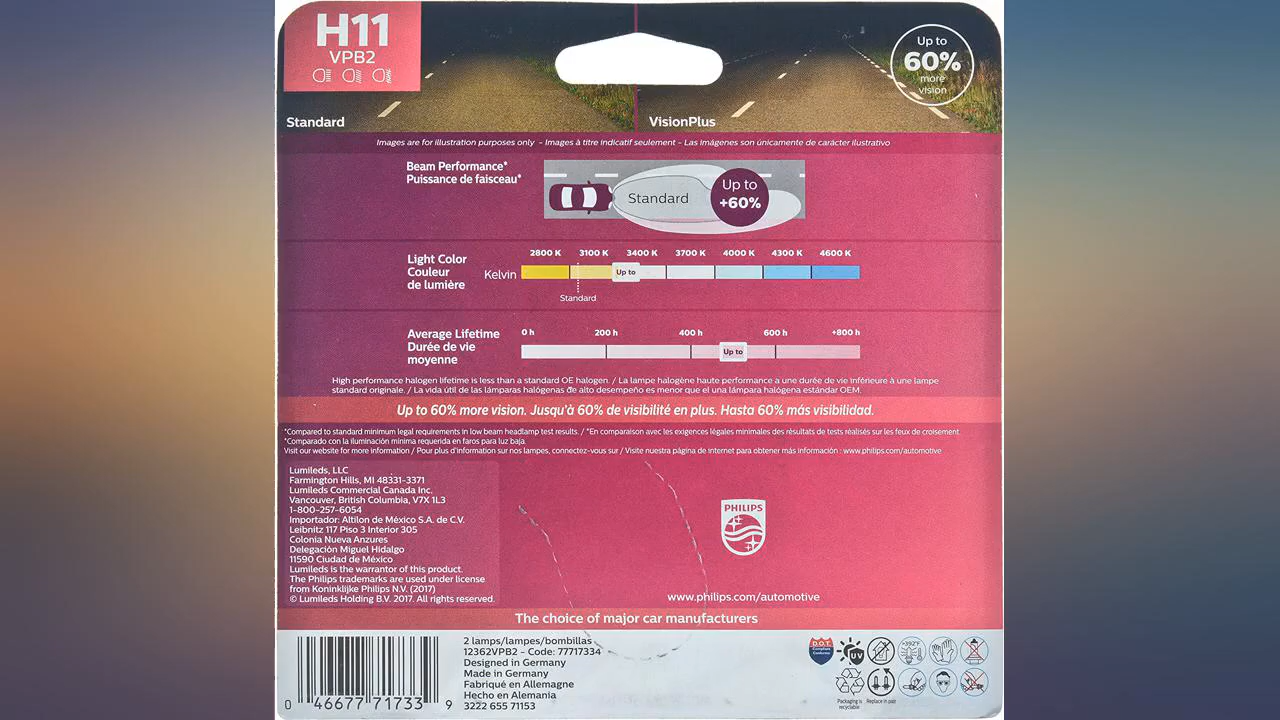 H11
VPB2
Standard
VisionPlus
Up to
60%
more
vision
Images are for illustration purposes only - Images à titre indicatif seulement - Las imágenes son únicamente de carácter ilustrativo
Beam Performance*
Puissance de faisceau*
Standard
Up to
+60%
Light Color
Couleur
de lumière
Kelvin
2800 K 3100 K 3400 K 3700 K 4000 K 4300 K 4600 K
Up to
Standard
Average Lifetime
Durée de vie
moyenne
0 h 200 h 400 h 600 h +800 h
Up to
High performance halogen lifetime is less than a standard OE halogen. / La lampe halogène haute performance a une durée de vie inférieure à une lampe
standard originale. / La vida útil de las lámparas halógenas de alto desempeño es menor que el una lámpara halógena estándar OEM.
Up to 60% more vision. Jusqu'à 60% de visibilité en plus. Hasta 60% más visibilidad.
*Compared to standard minimum legal requirements in low beam headlamp test results. / *En comparaison avec les exigences légales minimales des résultats de tests réalisés sur les feux de croisement.
*Comparado con la iluminación mínima requerida en faros para luz baja.
Visit our website for more information / Pour plus d'information sur nos lampes, connectez-vous sur / Visite nuestra página de internet para obtener más información : www.philips.com/automotive
Lumileds, LLC
Farmington Hills, MI 48331-3371
Lumileds Commercial Canada Inc.
Vancouver, British Columbia, V7X 1L3
1-800-257-6054
Importador: Altilon de México S.A. de C.V.
Leibnitz 117 Piso 3 Interior 305
Colonia Nueva Anzures
Delegación Miguel Hidalgo
11590 Ciudad de México
Lumileds is the warrantor of this product.
The Philips trademarks are used under license
from Koninklijke Philips N.V. (2017)
© Lumileds Holding B.V. 2017. All rights reserved.
PHILIPS
www.philips.com/automotive
The choice of major car manufacturers
0 46677 71733 9
2 lamps/lampes/bombillas
12362VPB2 - Code: 77717334
Designed in Germany
Made in Germany
Fabriqué en Allemagne
Hecho en Alemania
3222 655 71153
D.O.T.
Compliant
Conforme
UV
+392°F
Packaging is
recyclable
Replace in pair